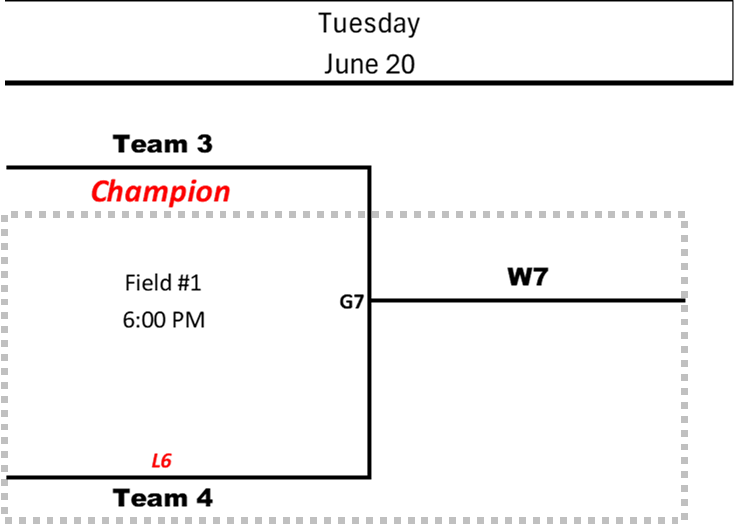 Tuesday
June 20
Team 3
Champion
W7
Field #1
G7
6:00 PM
L6
Team 4